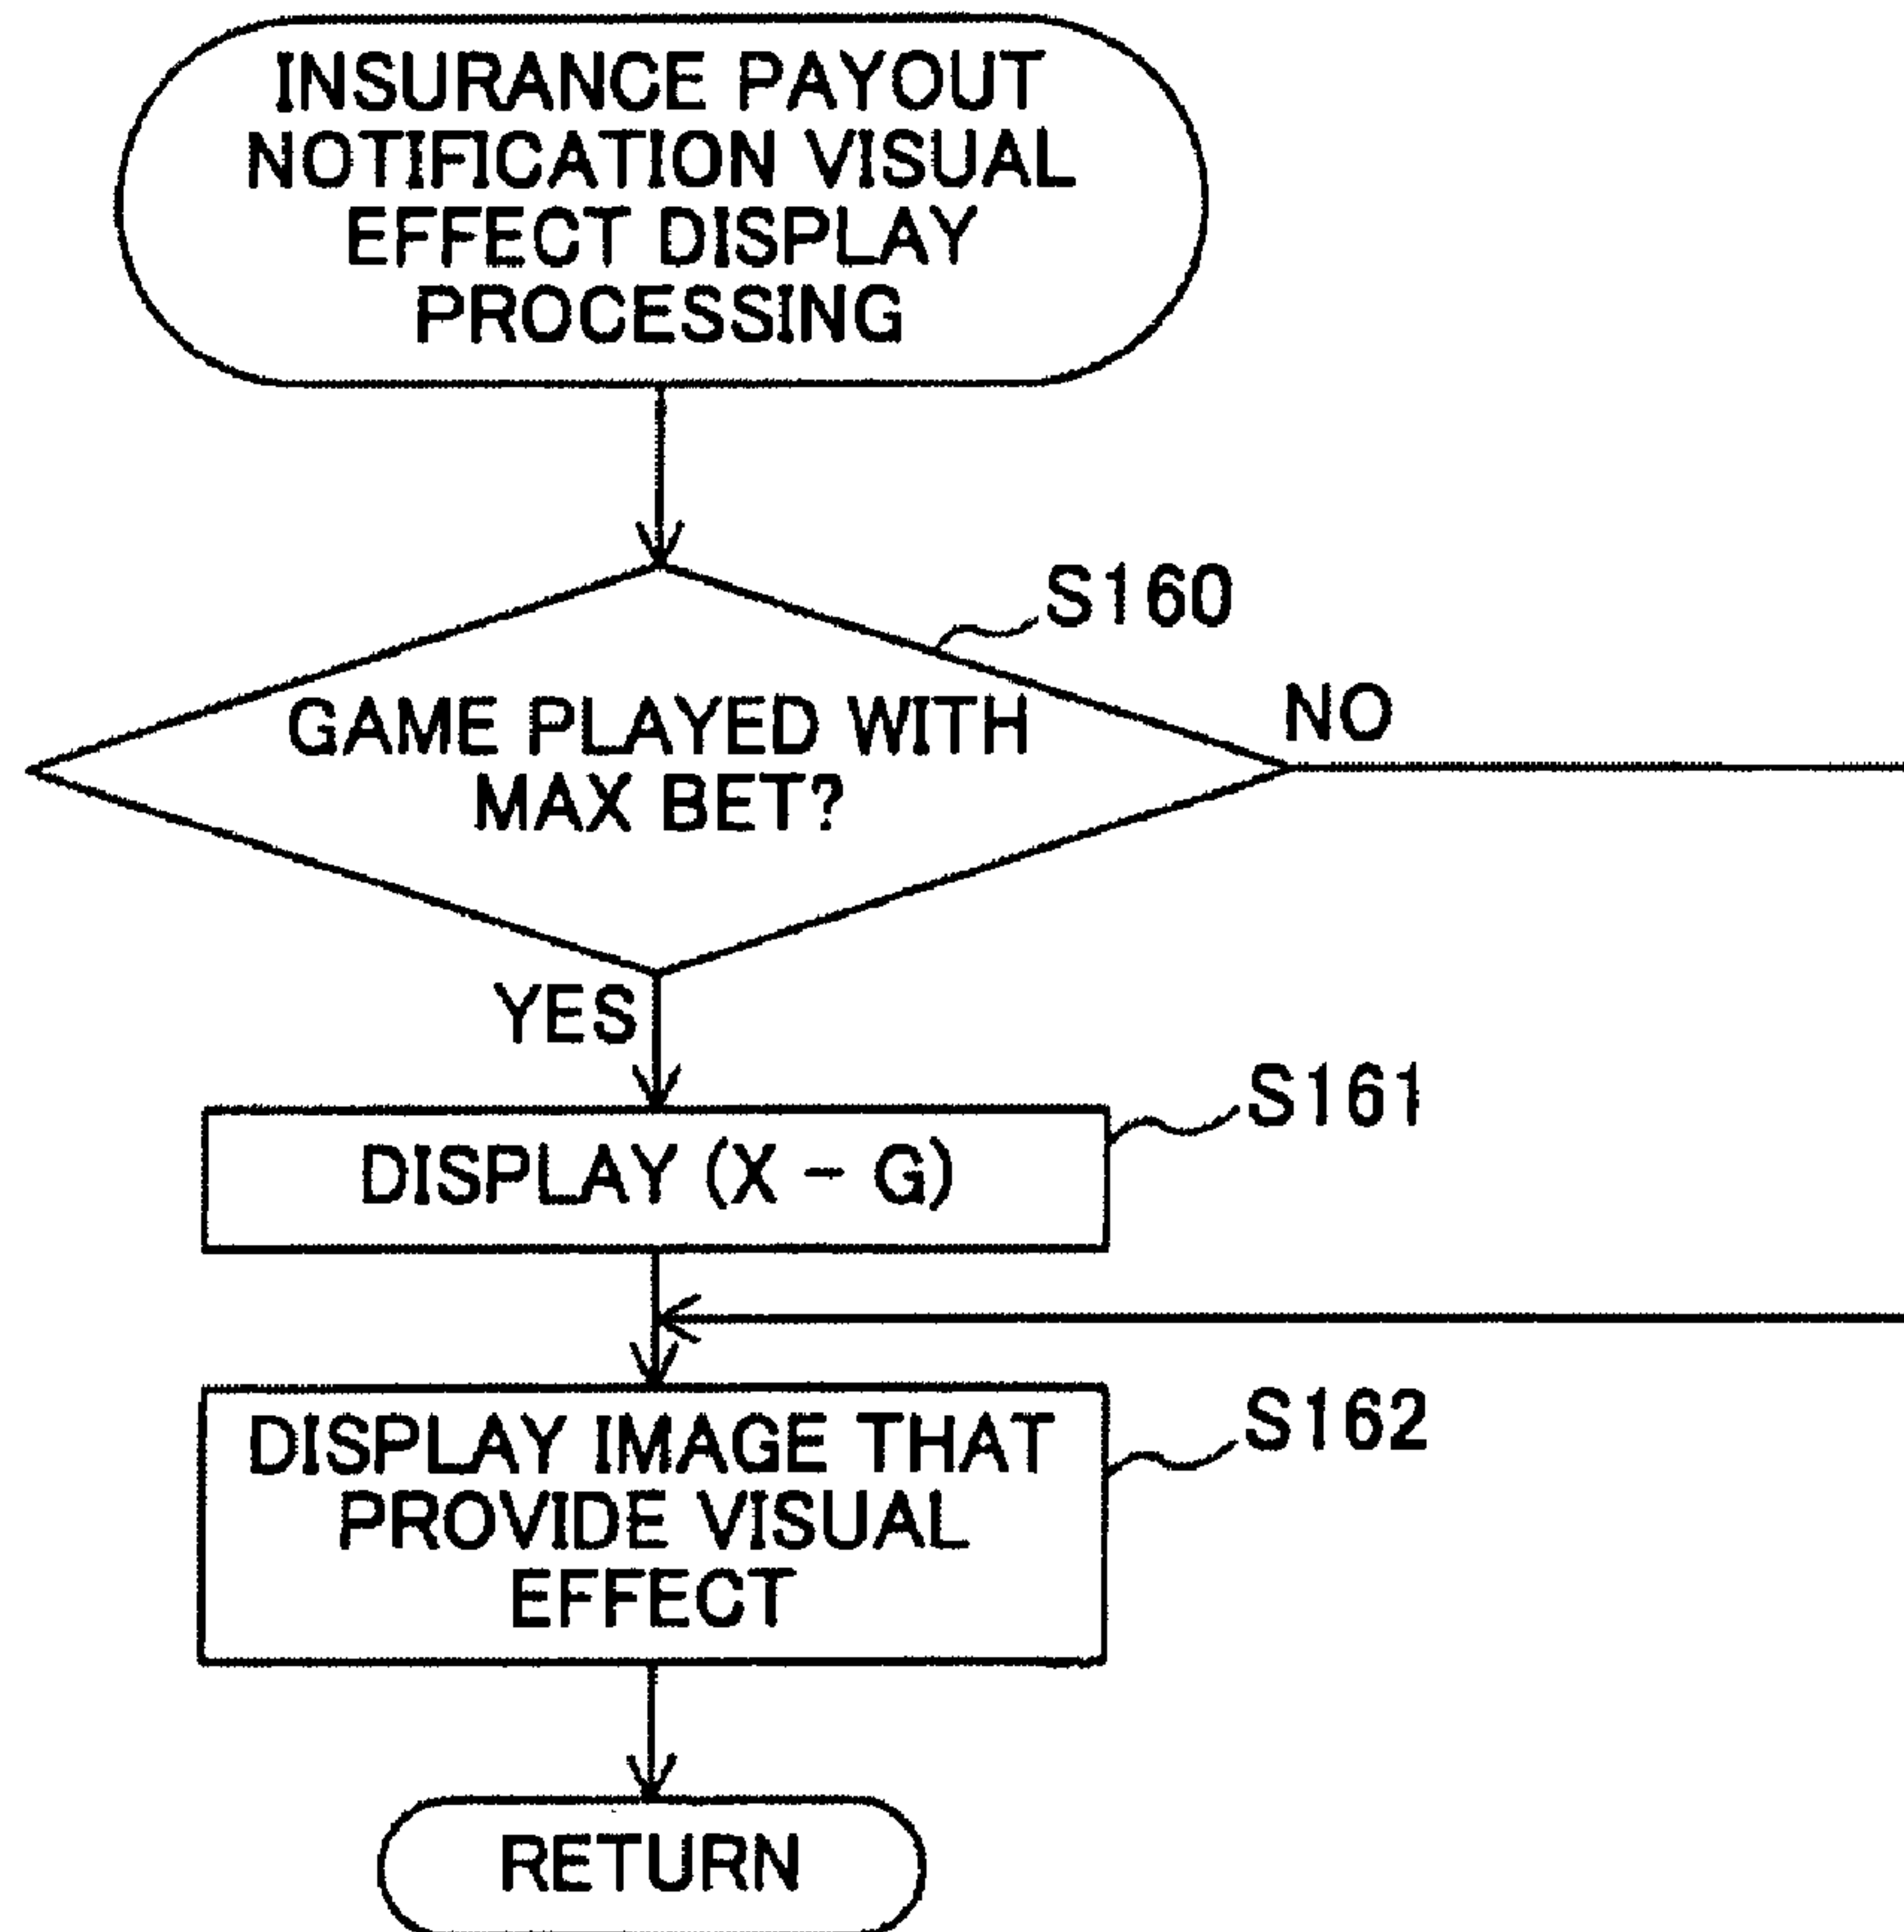 INSURANCE PAYOUT
NOTIFICATION VISUAL
EFFECT DISPLAY
PROCESSING
S160
GAME PLAYED WITH
MAX BET?
NO
YES
S161
DISPLAY (X - G)
DISPLAY IMAGE THAT
PROVIDE VISUAL
EFFECT
S162
RETURN